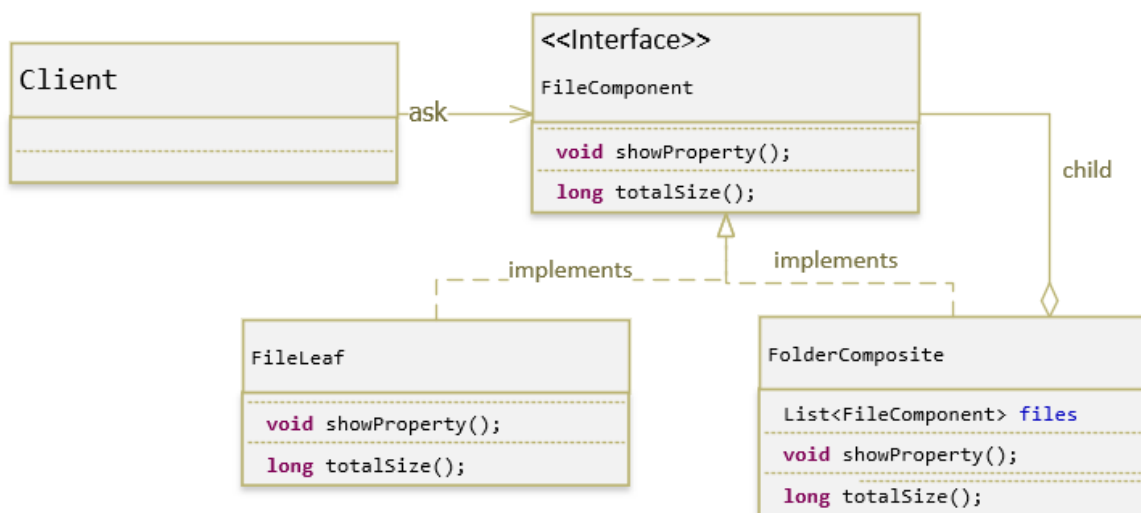 Client
ask
<<Interface>>
FileComponent
void showProperty();
long totalSize();
child
implements
implements
FileLeaf
void showProperty();
long totalSize();
FolderComposite
List<FileComponent> files
void showProperty();
long totalSize();